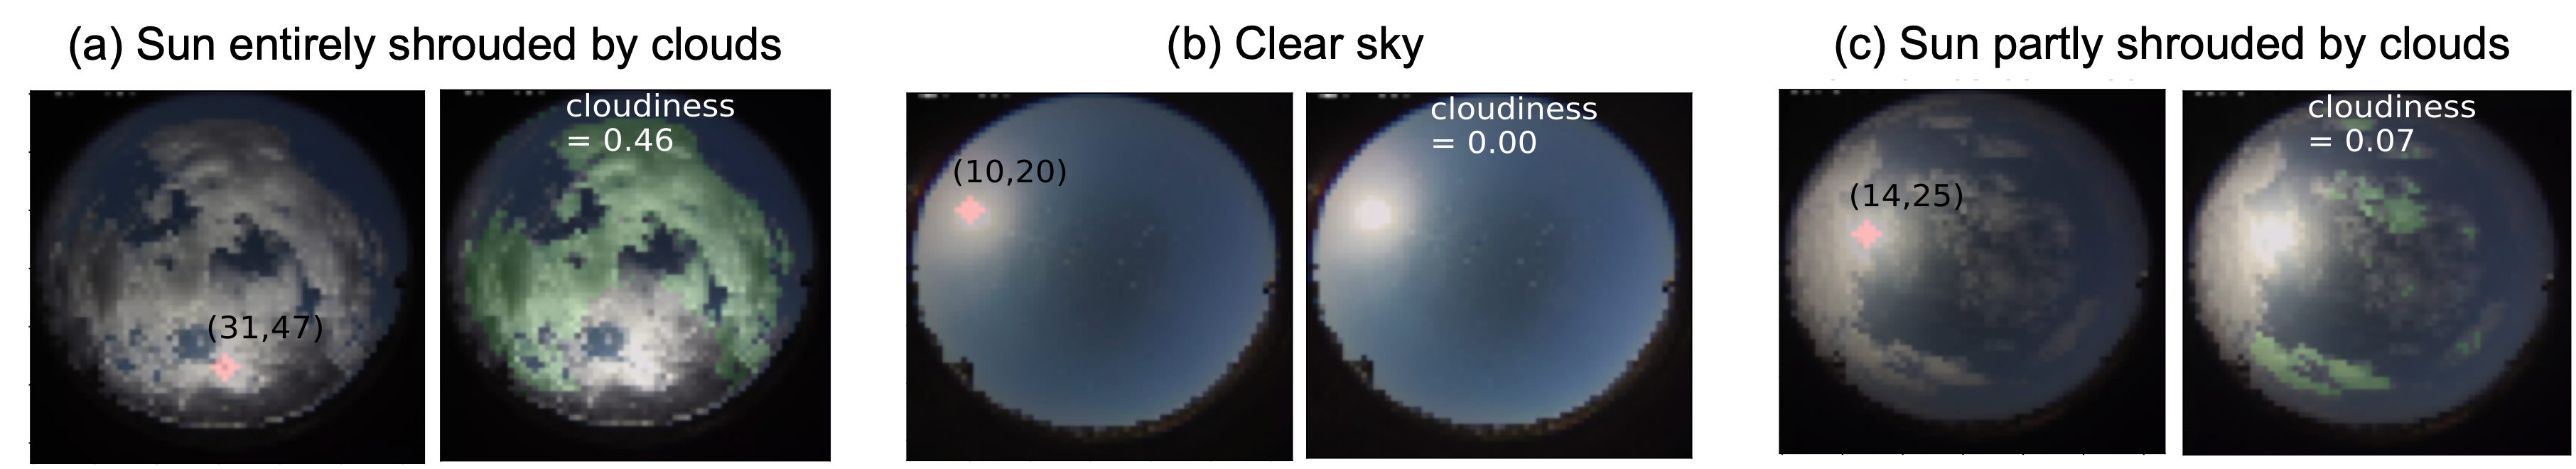 (a) Sun entirely shrouded by clouds
(b) Clear sky
(c) Sun partly shrouded by clouds
(31,47)
cloudiness
= 0.46
(10,20)
cloudiness
= 0.00
(14,25)
cloudiness
= 0.07